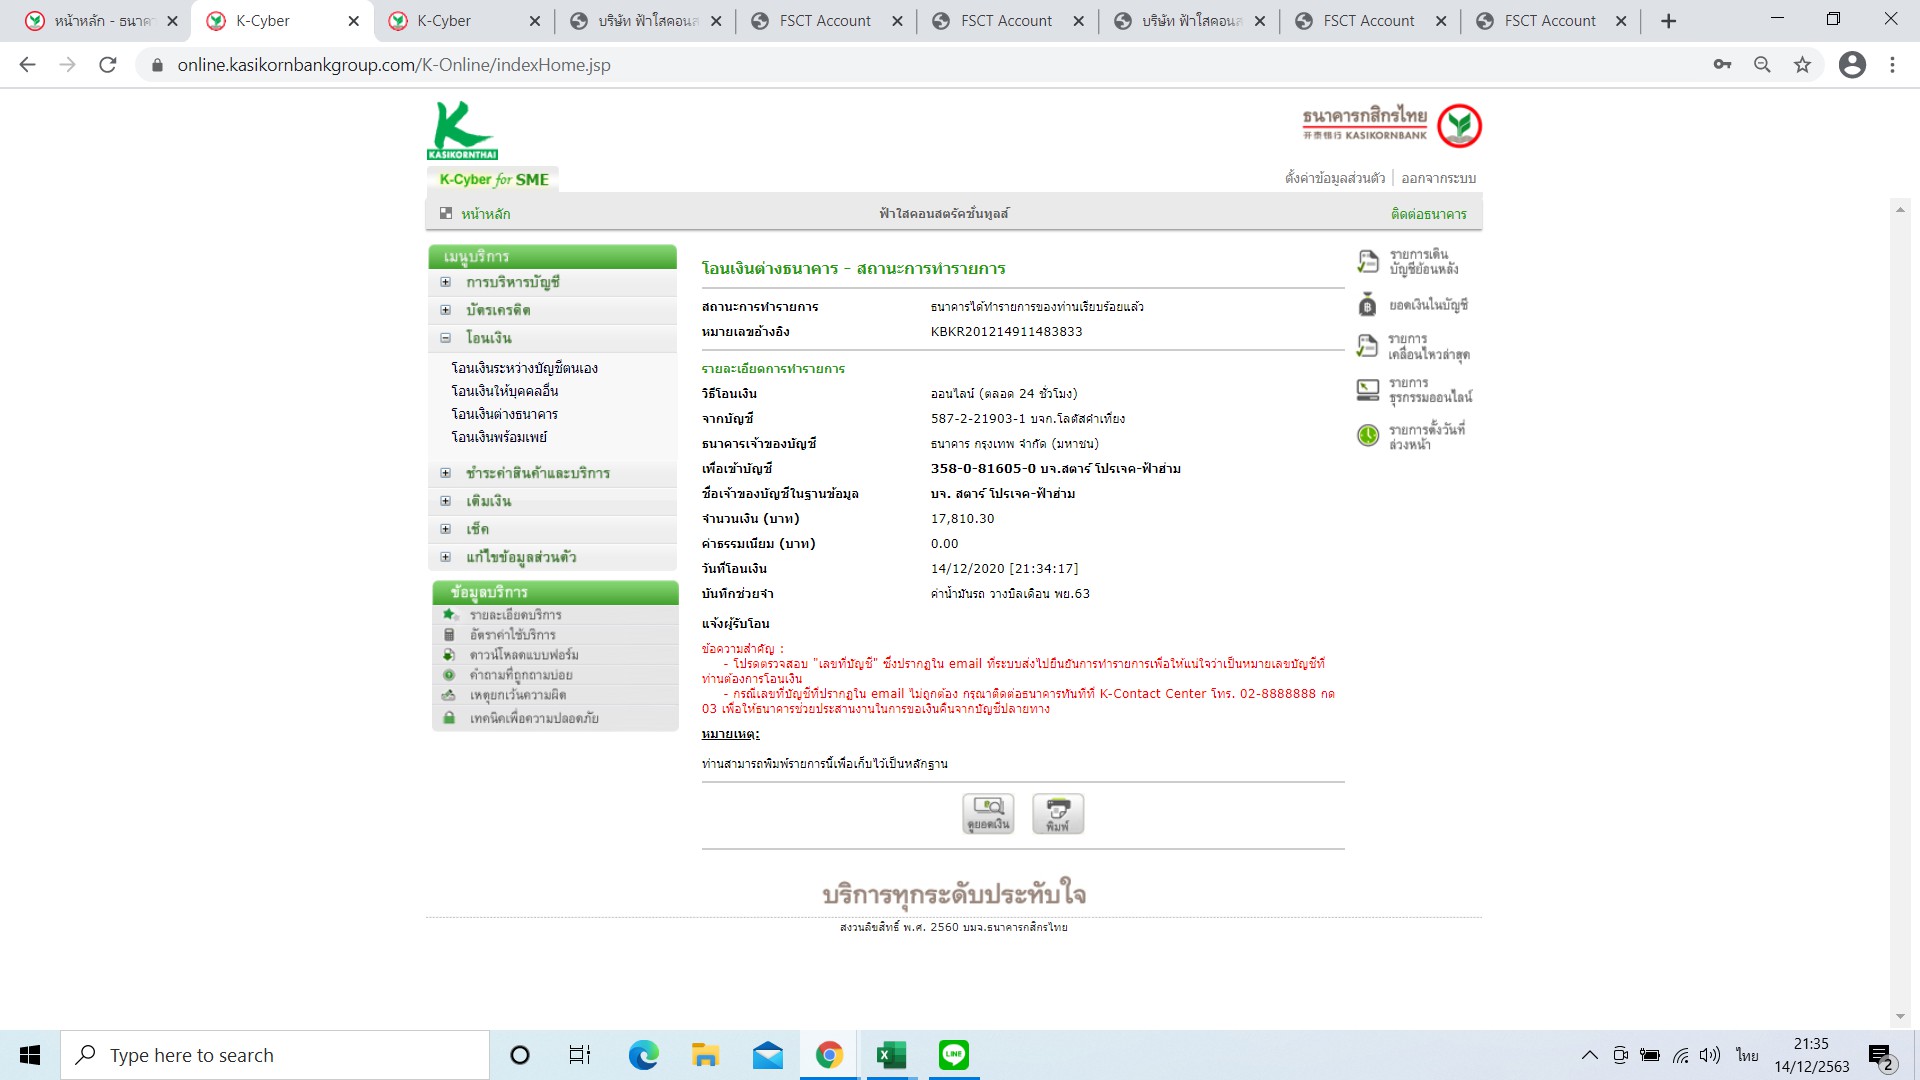 หน้าหลัก - ธนาคา
K-Cyber
K-Cyber
บริษัท ฟ้าใสคอนส
FSCT Account
FSCT Account
บริษัท ฟ้าใสคอนส
FSCT Account
FSCT Account
online.kasikornbankgroup.com/K-Online/indexHome.jsp
KASIKORNTHAI
ธนาคารกสิกรไทย
开泰银行 KASIKORNBANK
K-Cyber for SME
ตั้งค่าข้อมูลส่วนตัว | ออกจากระบบ
หน้าหลัก
ฟ้าใสคอนสตรัคชั่นทูลส์
ติดต่อธนาคาร
เมนูบริการ
การบริหารบัญชี
บัตรเครดิต
โอนเงิน
โอนเงินระหว่างบัญชีตนเอง
โอนเงินให้บุคคลอื่น
โอนเงินต่างธนาคาร
โอนเงินพร้อมเพย์
ชำระค่าสินค้าและบริการ
เติมเงิน
เช็ค
แก้ไขข้อมูลส่วนตัว
ข้อมูลบริการ
รายละเอียดบริการ
อัตราค่าใช้บริการ
ดาวน์โหลดแบบฟอร์ม
คำถามที่ถูกถามบ่อย
เหตุยกเว้นความผิด
เทคนิคเพื่อความปลอดภัย
โอนเงินต่างธนาคาร - สถานะการทำรายการ
สถานะการทำรายการ ธนาคารได้ทำรายการของท่านเรียบร้อยแล้ว
หมายเลขอ้างอิง KBKR201214911483833
รายละเอียดการทำรายการ
วิธีโอนเงิน ออนไลน์ (ตลอด 24 ชั่วโมง)
จากบัญชี 587-2-21903-1 บจก.โลตัสคำเที่ยง
ธนาคารเจ้าของบัญชี ธนาคาร กรุงเทพ จำกัด (มหาชน)
เพื่อเข้าบัญชี 358-0-81605-0 บจ.สตาร์ โปรเจค-ฟ้าฮ่าม
ชื่อเจ้าของบัญชีในฐานข้อมูล บจ. สตาร์ โปรเจค-ฟ้าฮ่าม
จำนวนเงิน (บาท) 17,810.30
ค่าธรรมเนียม (บาท) 0.00
วันที่โอนเงิน 14/12/2020 [21:34:17]
บันทึกช่วยจำ ค่าน้ำมันรถ วางบิลเดือน พย.63
แจ้งผู้รับโอน
ข้อความสำคัญ :
- โปรดตรวจสอบ "เลขที่บัญชี" ซึ่งปรากฏใน email ที่ระบบส่งไปยืนยันการทำรายการเพื่อให้แน่ใจว่าเป็นหมายเลขบัญชีที่
ท่านต้องการโอนเงิน
- กรณีเลขที่บัญชีที่ปรากฏใน email ไม่ถูกต้อง กรุณาติดต่อธนาคารทันทีที่ K-Contact Center โทร. 02-8888888 กด
03 เพื่อให้ธนาคารช่วยประสานงานในการขอเงินคืนจากบัญชีปลายทาง
หมายเหตุ:
ท่านสามารถพิมพ์รายการนี้เพื่อเก็บไว้เป็นหลักฐาน
ดูยอดเงิน
พิมพ์
รายการเดิน
บัญชีย้อนหลัง
ยอดเงินในบัญชี
รายการ
เคลื่อนไหวล่าสุด
รายการ
ธุรกรรมออนไลน์
รายการตั้งวันที่
ล่วงหน้า
บริการทุกระดับประทับใจ
สงวนลิขสิทธิ์ พ.ศ. 2560 บมจ.ธนาคารกสิกรไทย
Type here to search
LINE
ไทย
21:35
14/12/2563
2